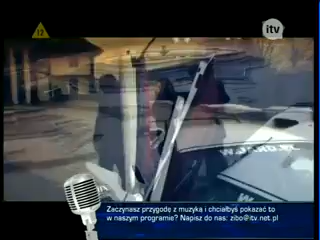 12
itv
Zaczynasz przygodę z muzyką i chciałbyś pokazać to
w naszym programie? Napisz do nas: zibo@itv.net.pl